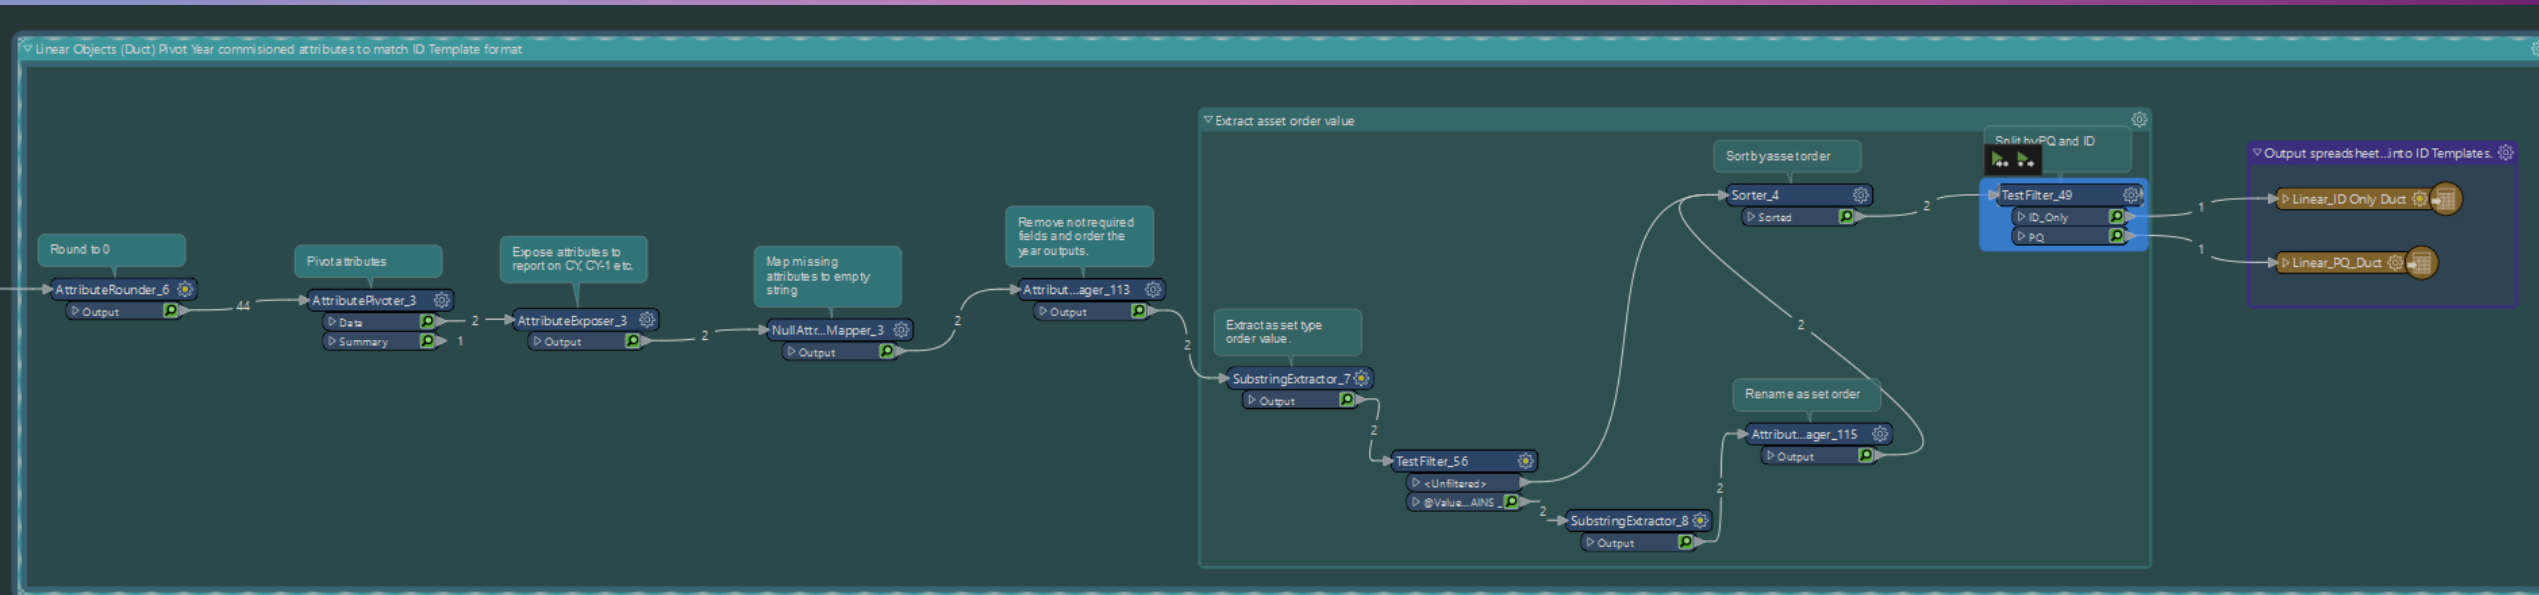 Linear Objects (Duct) Pivot Year commisioned attributes to match ID Template format
Round to 0
AttributeRounder_6
Output
44
Pivot attributes
AttributePivoter_3
Data
2
Summary
1
Expose attributes to
report on CY, CY-1 etc.
AttributeExposer_3
Output
2
Map missing
attributes to empty
string
NullAttr...Mapper_3
Output
2
Remove not required
fields and order the
year outputs.
Attribut...ager_113
Output
2
Extract asset order value
Extract asset type
order value.
SubstringExtractor_7
Output
2
TestFilter_56
<Unfiltered>
@Value...AINS _
2
SubstringExtractor_8
Output
2
Rename asset order
Attribut...ager_115
Output
2
Sort by asset order
Sorter_4
Sorted
2
Split by PQ and ID
TestFilter_49
ID_Only
1
PQ
1
Output spreadsheet...into ID Templates.
Linear_ID Only Duct
Linear_PQ_Duct